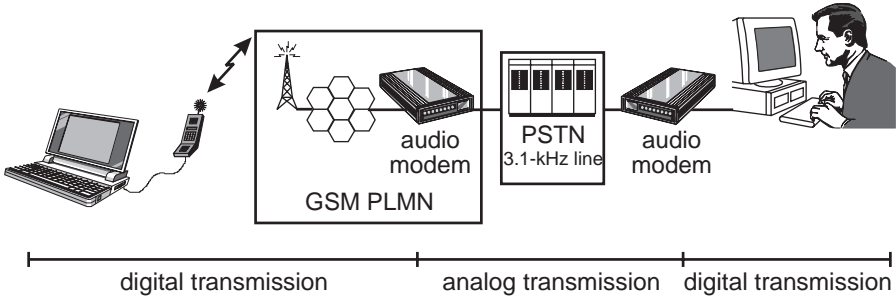 audio
modem
GSM PLMN
PSTN
3.1-kHz line
audio
modem
digital transmission
analog transmission
digital transmission